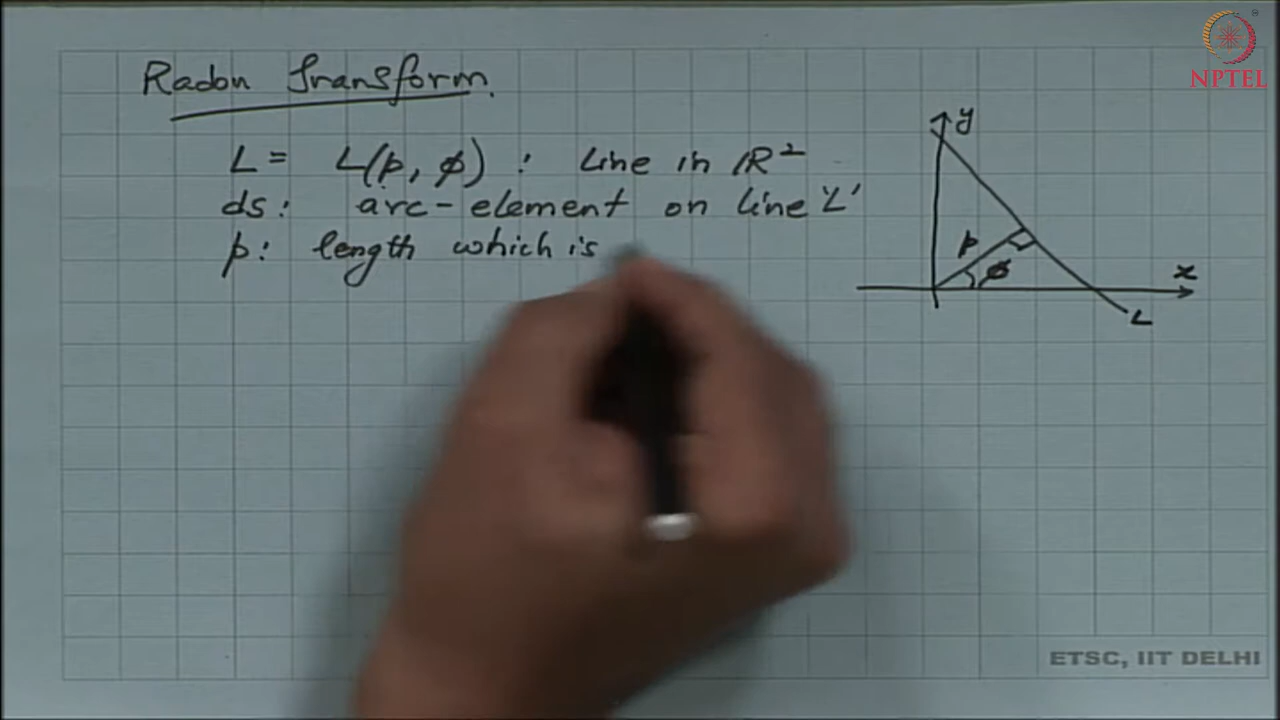 Radon Transform.
L = L(p, φ) : Line in ℝ²
ds: arc-element on line 'L'
p: length which is
y
p
φ
x
L
NPTEL
ETSC, IIT DELHI